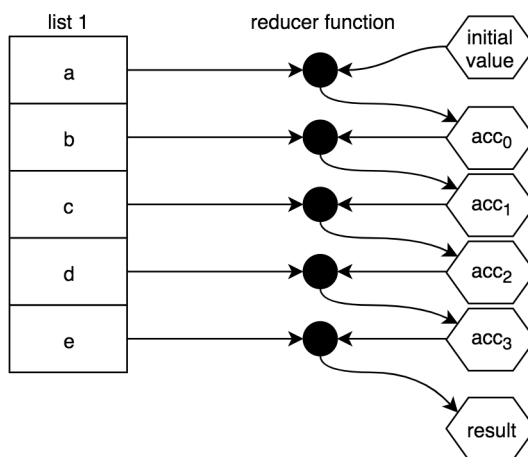 list 1
reducer function
initial
value
a
b
acc₀
c
acc₁
d
acc₂
e
acc₃
result